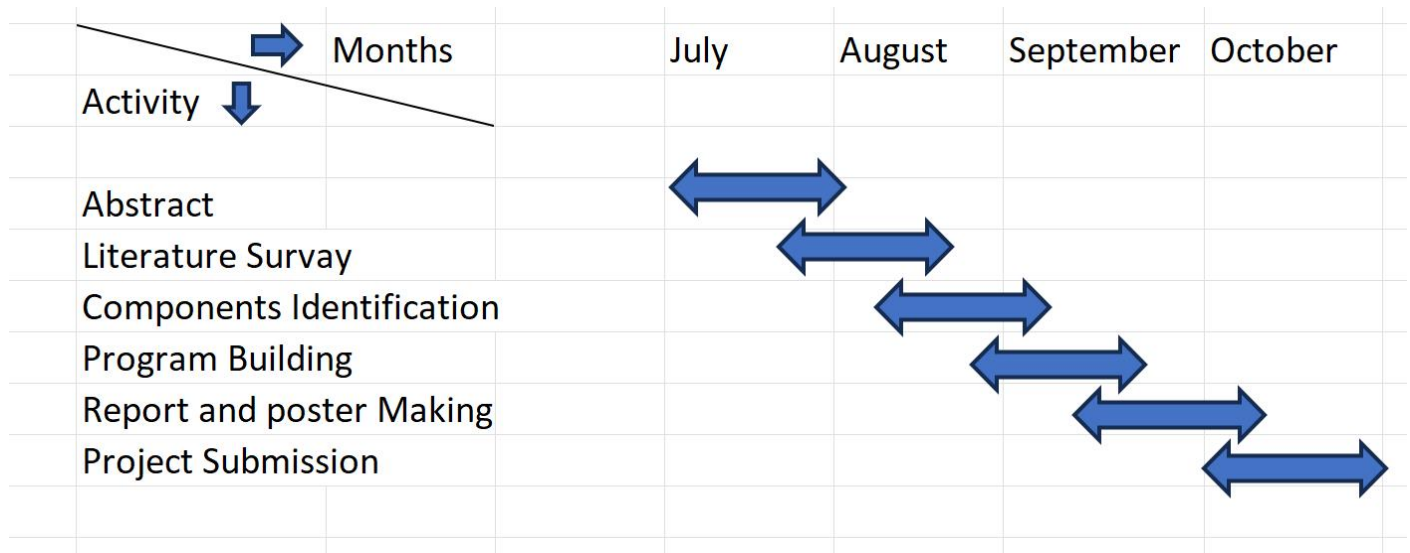 Months July August September October
Activity
Abstract
Literature Survay
Components Identification
Program Building
Report and poster Making
Project Submission